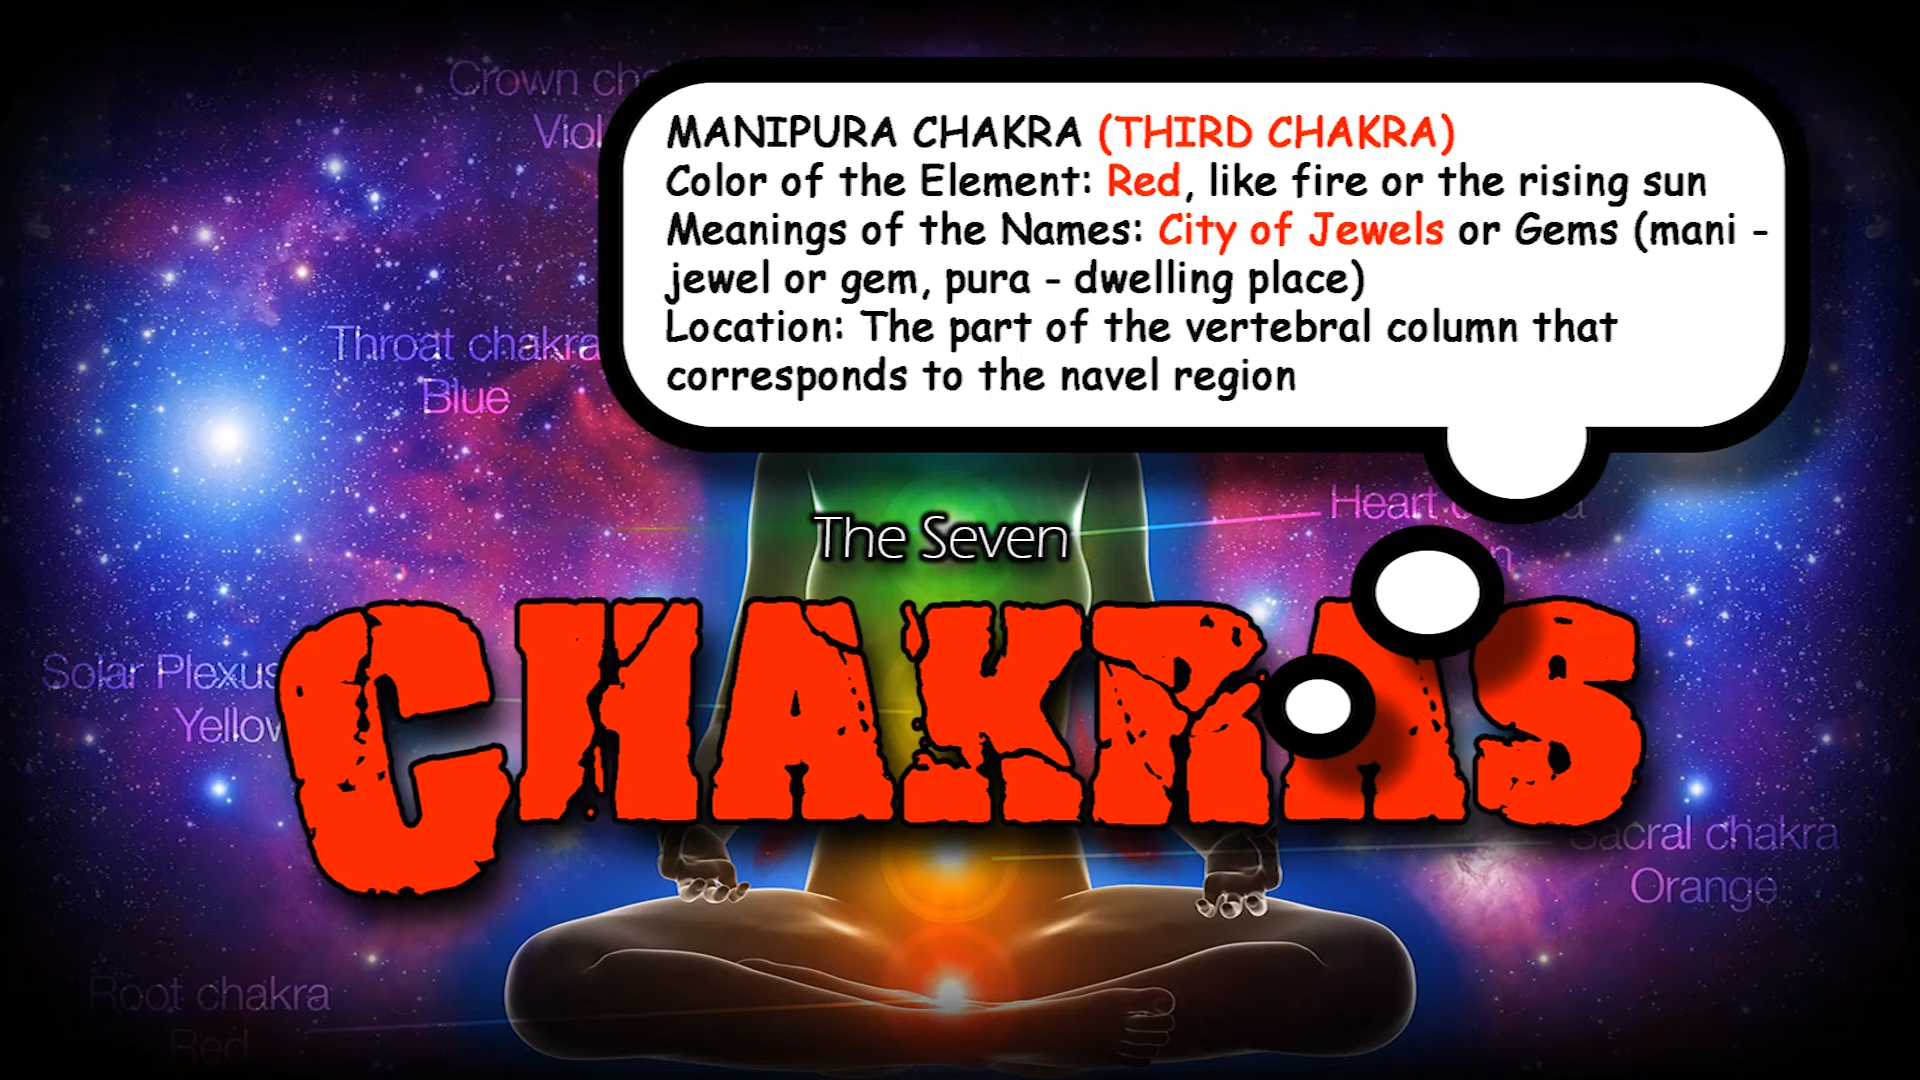 Crown
MANIPURA CHAKRA (THIRD CHAKRA)
Color of the Element: Red, like fire or the rising sun
Meanings of the Names: City of Jewels or Gems (mani -
jewel or gem, pura - dwelling place)
Location: The part of the vertebral column that
corresponds to the navel region
Throat chakra
Blue
Heart
The Seven
CHAKRAS
Solar Plexus
Yellow
Sacral chakra
Orange
Root chakra
Red